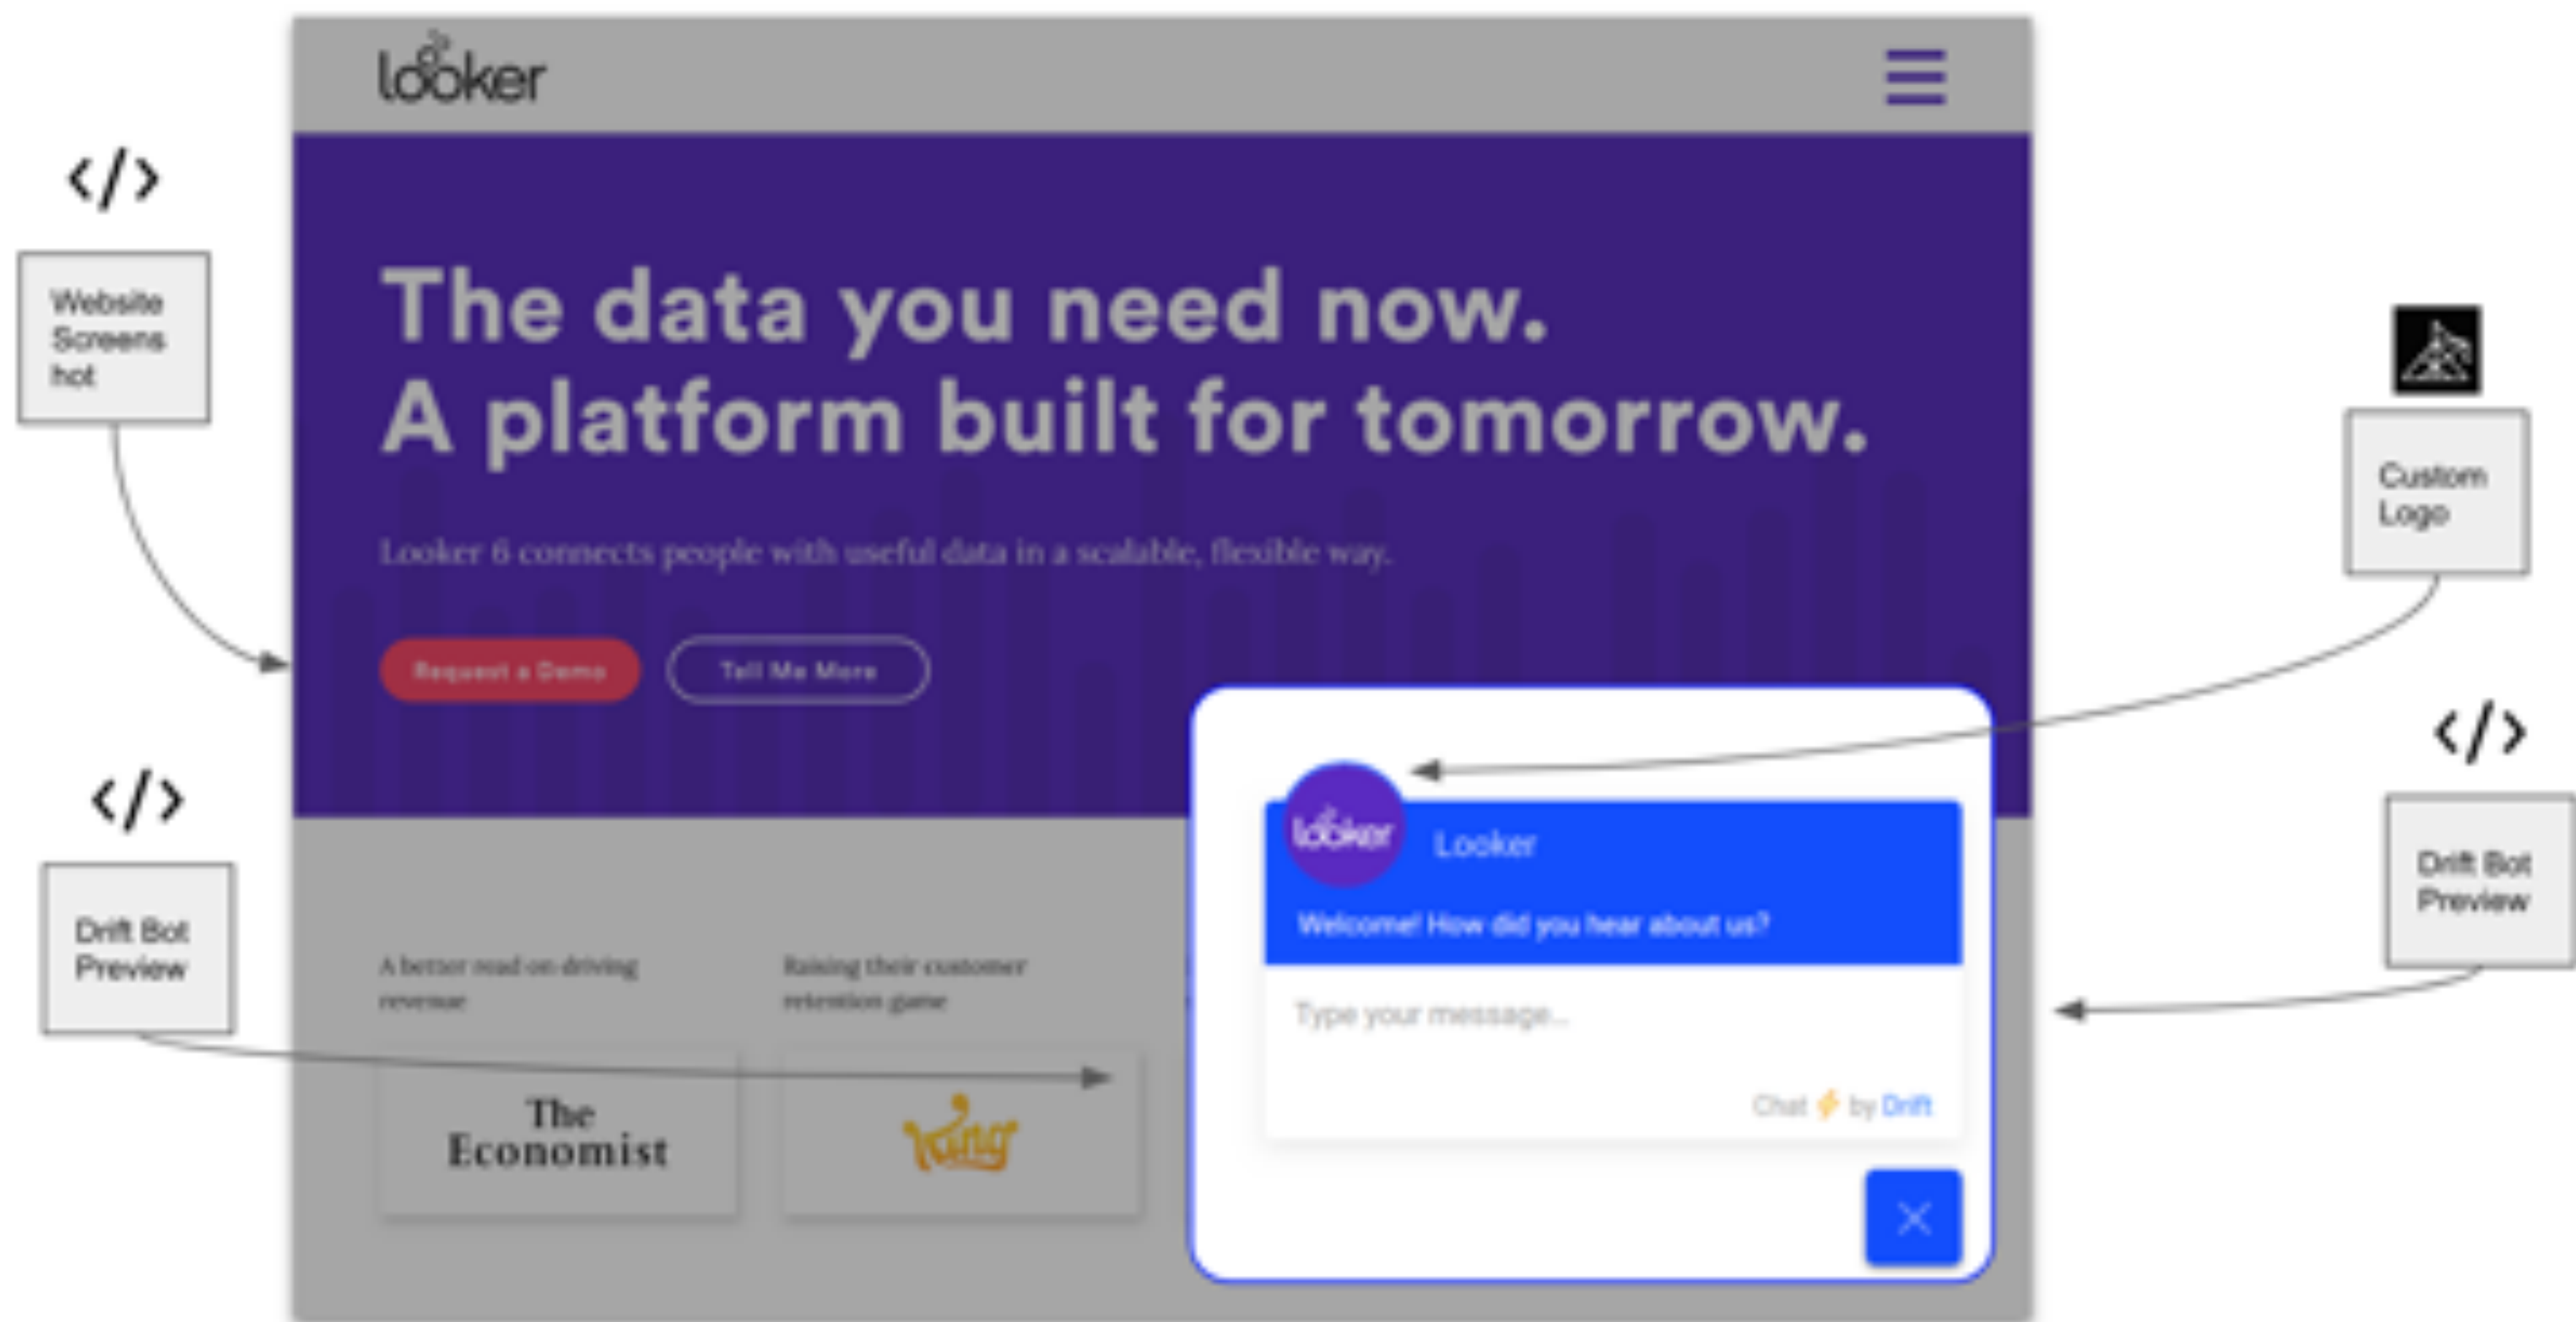 looker
</>
Website
Screens
hot
The data you need now.
A platform built for tomorrow.
Custom
Logo
Looker 6 connects people with useful data in a scalable, flexible way.
Request a Demo
Tell Me More
</>
Drift Bot
Preview
</>
Drift Bot
Preview
looker
Looker
Welcome! How did you hear about us?
Type your message...
Chat ⚡ by Drift
A better read on driving
revenue
Raising their customer
retention game
The
Economist
King